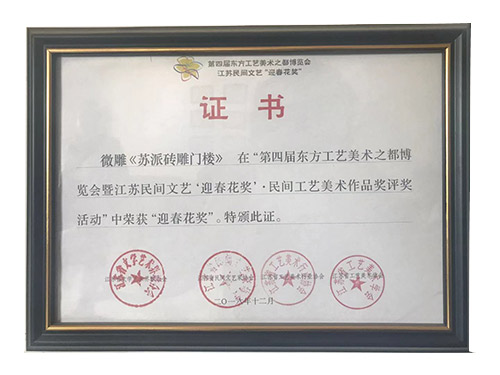 第四届东方工艺美术之都博览会
江苏民间文艺“迎春花奖”
证书
微雕《苏派砖雕门楼》 在“第四届东方工艺美术之都博
览会暨江苏民间文艺‘迎春花奖’·民间工艺美术作品奖评奖
活动”中荣获“迎春花奖”。特颁此证。